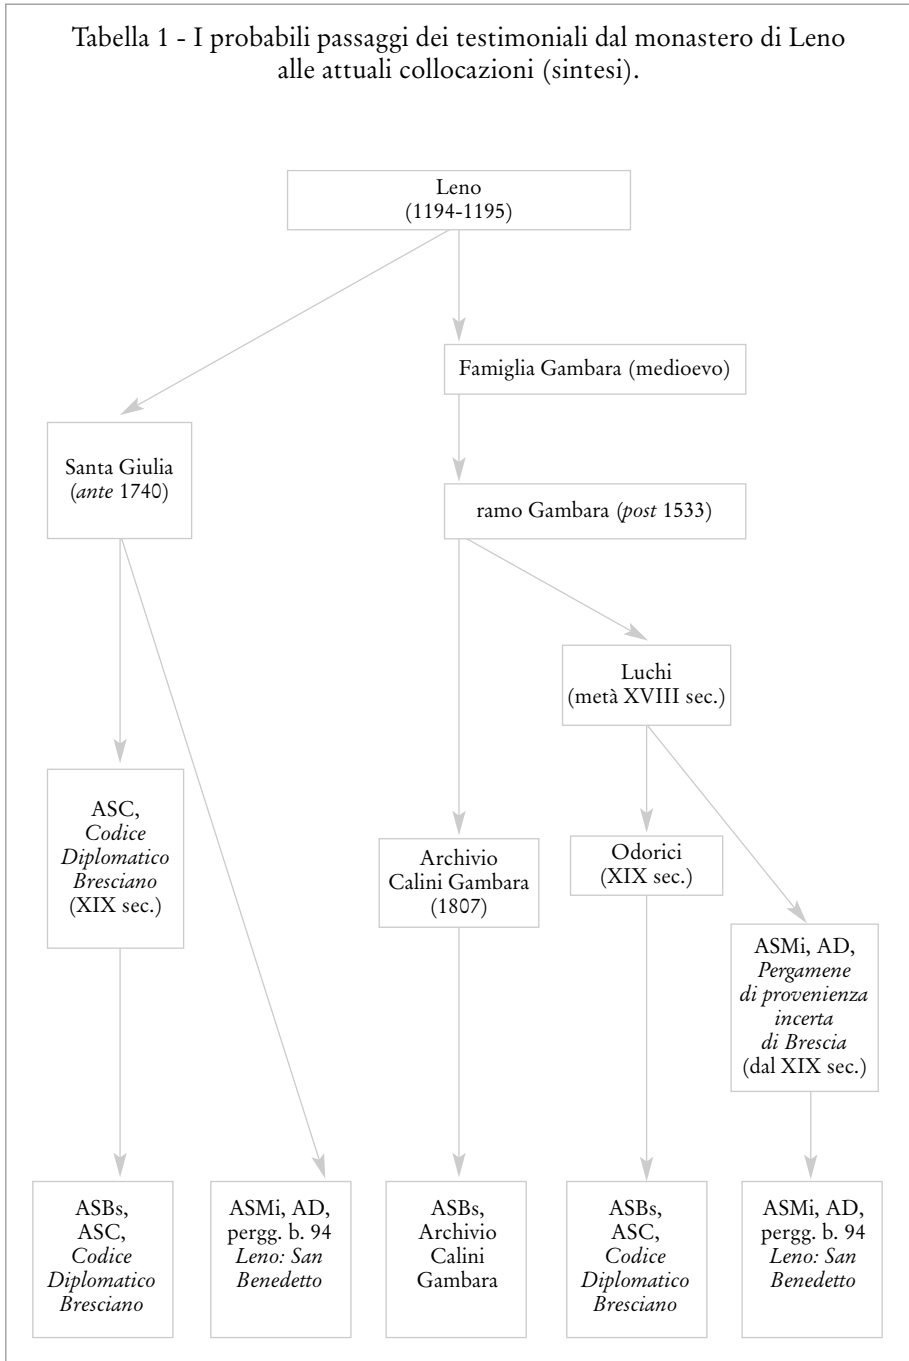 Tabella 1 - I probabili passaggi dei testimoniali dal monastero di Leno
alle attuali collocazioni (sintesi).
Leno
(1194-1195)
Famiglia Gambara (medioevo)
Santa Giulia
(ante 1740)
ramo Gambara (post 1533)
Luchi
(metà XVIII sec.)
ASC,
Codice
Diplomatico
Bresciano
(XIX sec.)
Archivio
Calini Gambara
(1807)
Odorici
(XIX sec.)
ASMi, AD,
Pergamene
di provenienza
incerta
di Brescia
(dal XIX sec.)
ASBs,
ASC,
Codice
Diplomatico
Bresciano
ASMi, AD,
pergg. b. 94
Leno: San
Benedetto
ASBs,
Archivio
Calini
Gambara
ASBs,
ASC,
Codice
Diplomatico
Bresciano
ASMi, AD,
pergg. b. 94
Leno: San
Benedetto